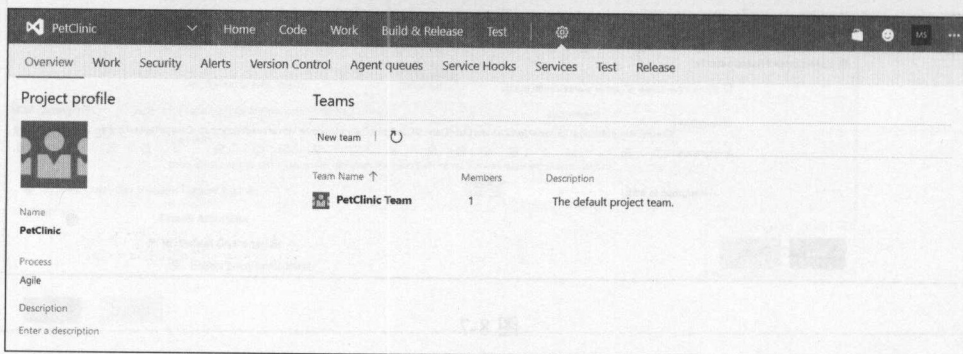 PetClinic Home Code Work Build & Release Test MS
Overview Work Security Alerts Version Control Agent queues Service Hooks Services Test Release
Project profile
Teams
New team
Team Name ↑ Members Description
PetClinic Team 1 The default project team.
Name
PetClinic
Process
Agile
Description
Enter a description